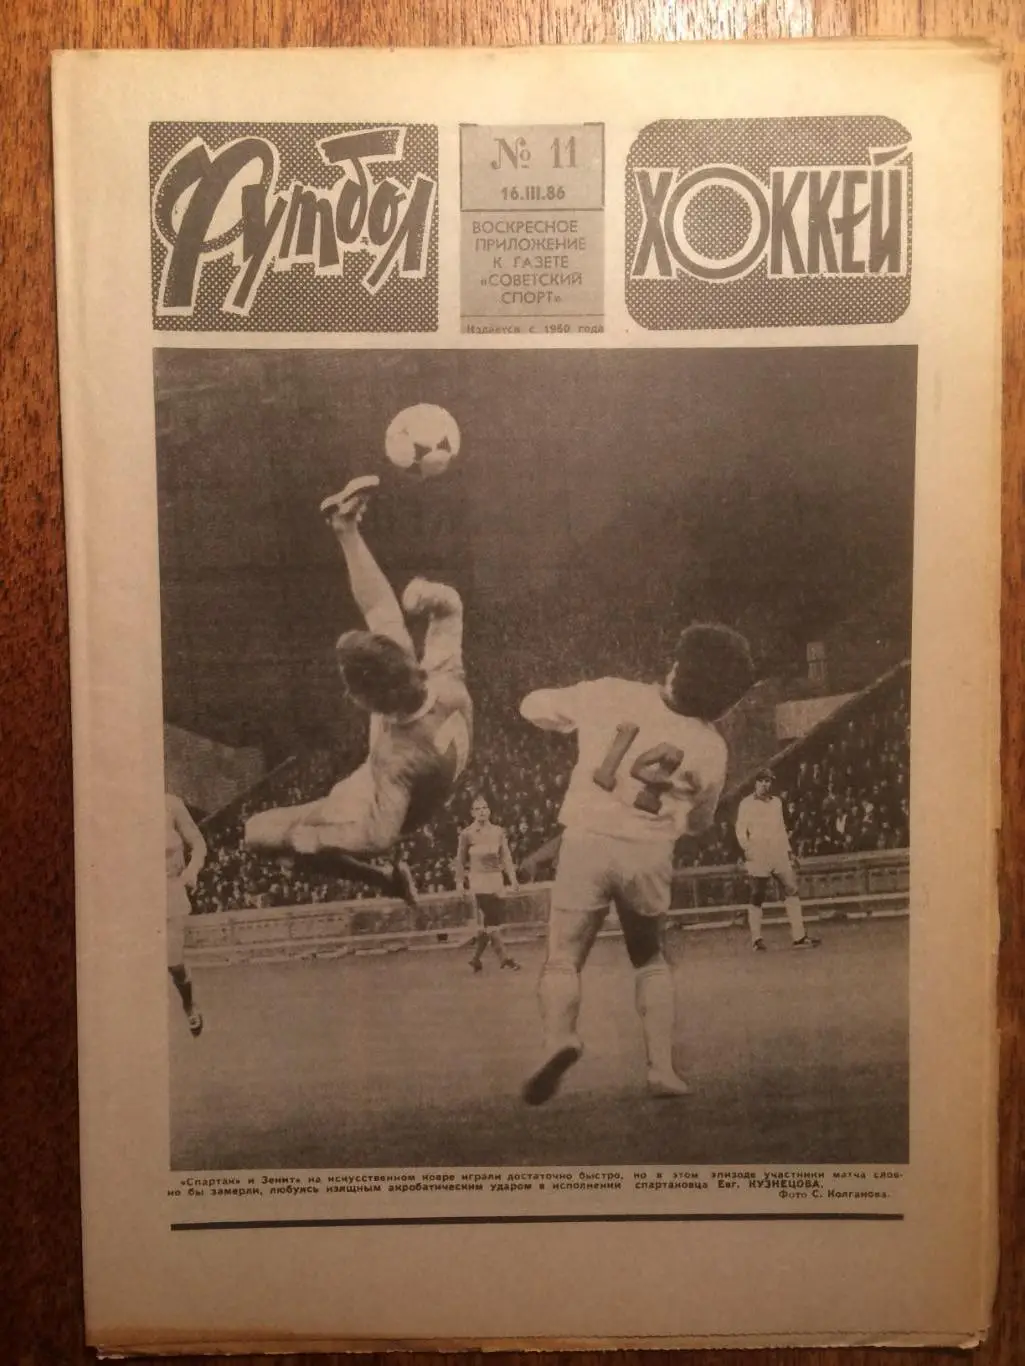 Футбол
№ 11
16.III.86
ВОСКРЕСНОЕ
ПРИЛОЖЕНИЕ
К ГАЗЕТЕ
«СОВЕТСКИЙ
СПОРТ»
Издается с 1960 года
ХОККЕЙ
14
«Спартак» и Зенит» на искусственном ковре играли достаточно быстро, но в этом эпизоде участники матча слов-
но бы замерли, любуясь изящным акробатическим ударом в исполнении спартаковца Евг. КУЗНЕЦОВА.
Фото С. Колганова.